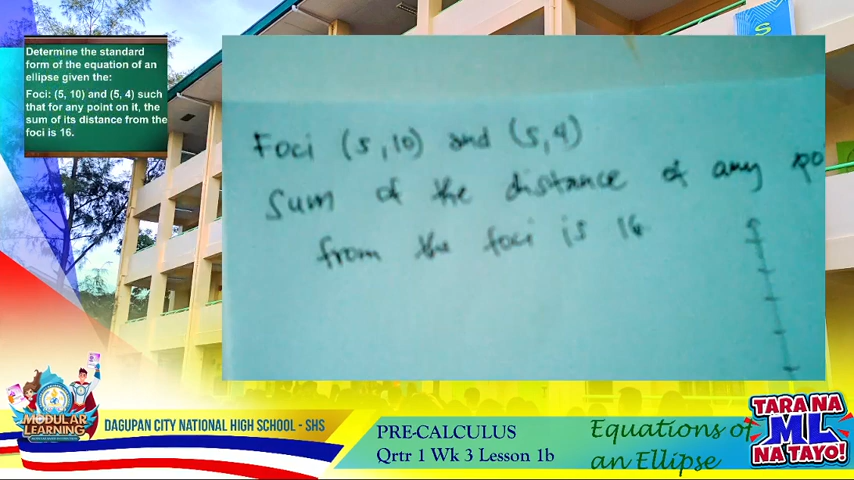 Determine the standard
form of the equation of an
ellipse given the:
Foci: (5, 10) and (5, 4) such
that for any point on it, the
sum of its distance from the
foci is 16.
Foci (5,10) and (5,4)
Sum of the distance of any po
from the foci is 16
S
MODULAR
LEARNING
DAGUPAN CITY NATIONAL HIGH SCHOOL - SHS
PRE-CALCULUS
Qrtr 1 Wk 3 Lesson 1b
Equations of
an Ellipse
TARA NA
ML
NA TAYO!